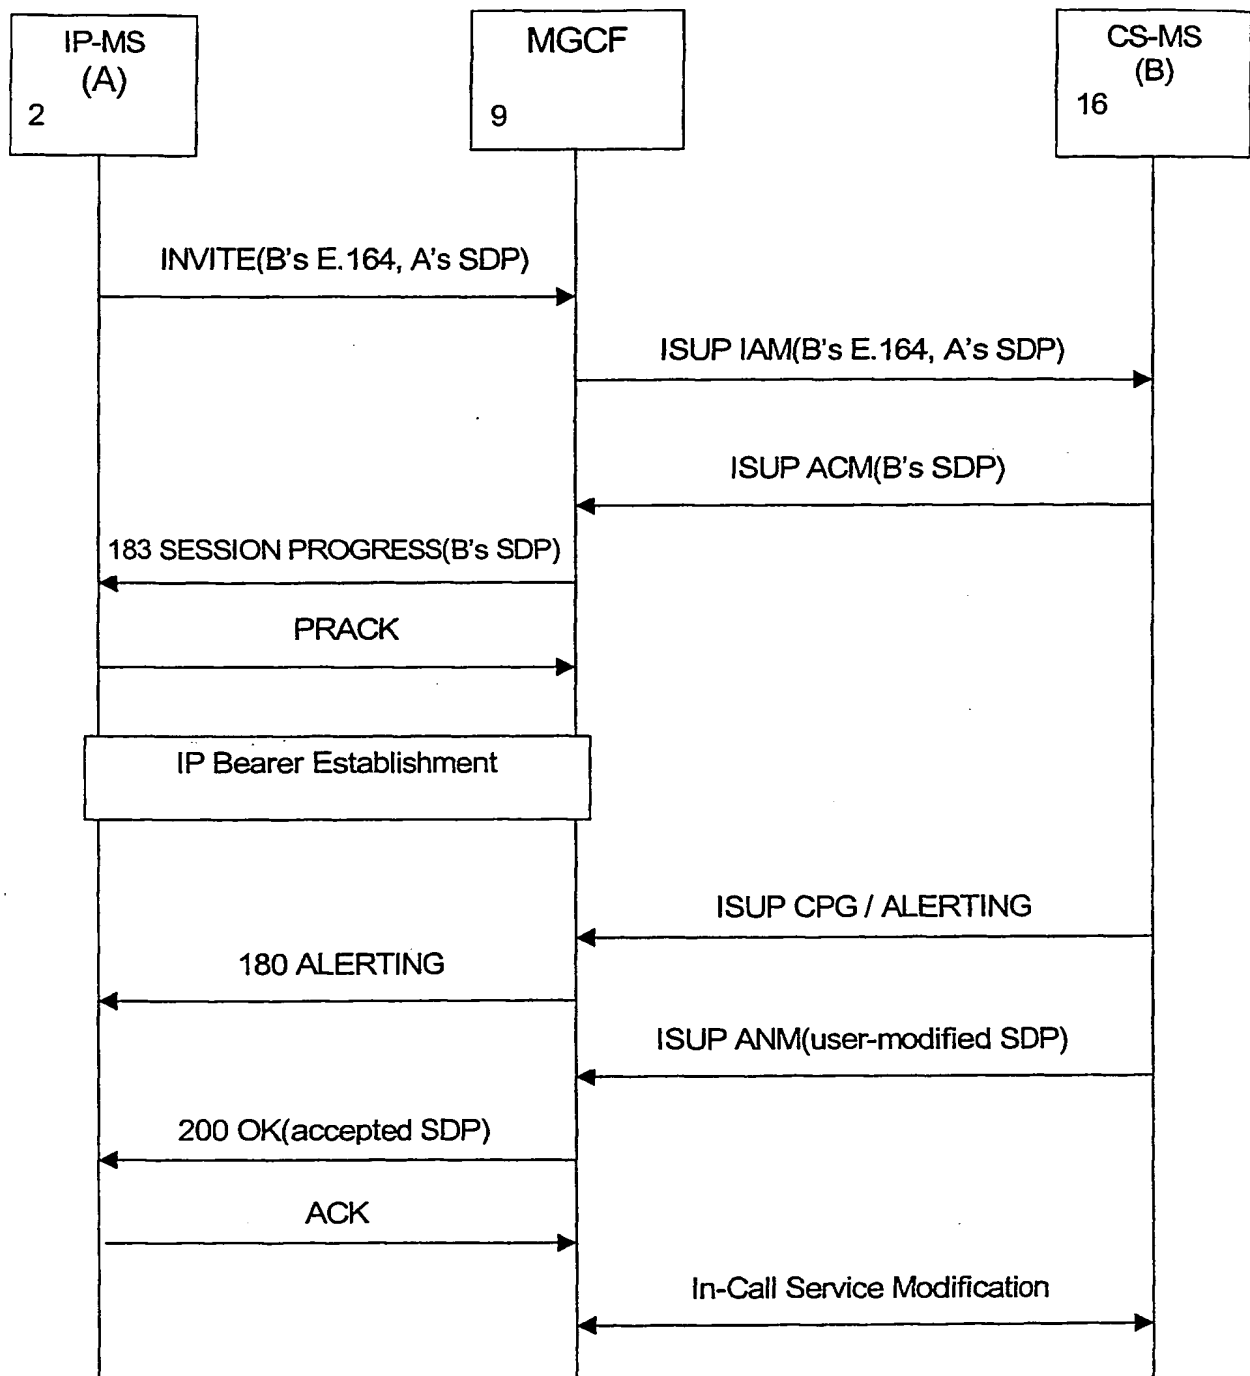 IP-MS
(A)
2
MGCF
9
CS-MS
(B)
16
INVITE(B's E.164, A's SDP)
ISUP IAM(B's E.164, A's SDP)
ISUP ACM(B's SDP)
183 SESSION PROGRESS(B's SDP)
PRACK
IP Bearer Establishment
ISUP CPG / ALERTING
180 ALERTING
ISUP ANM(user-modified SDP)
200 OK(accepted SDP)
ACK
In-Call Service Modification